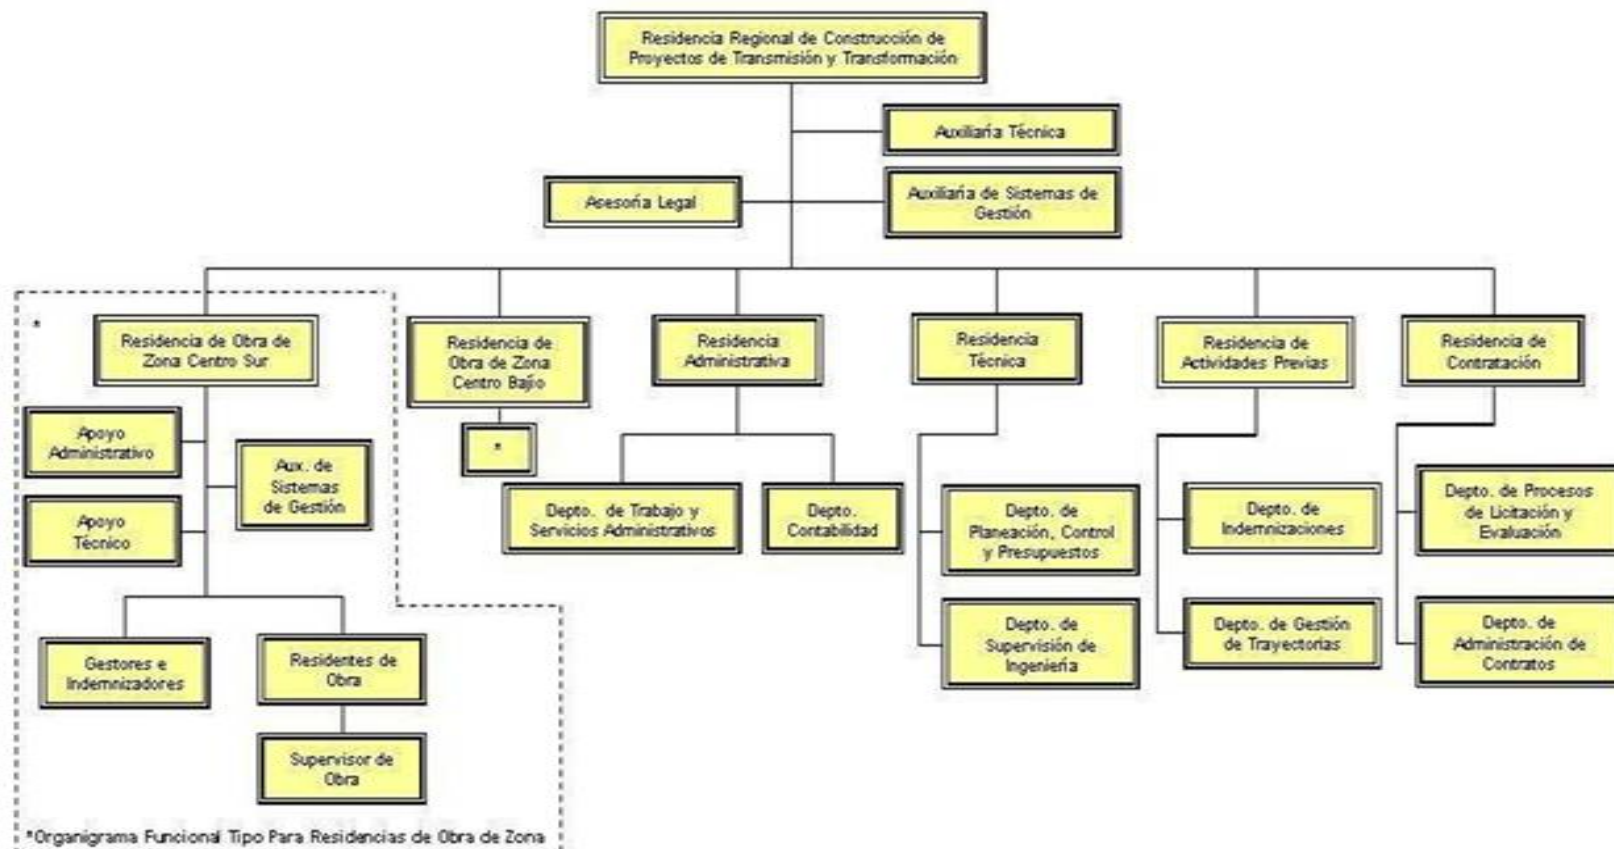 Residencia Regional de Construcción de
Proyectos de Transmisión y Transformación
Auxiliaría Técnica
Asesoría Legal
Auxiliaría de Sistemas de
Gestión
*
Residencia de Obra de
Zona Centro Sur
Residencia de
Obra de Zona
Centro Bajío
Residencia
Administrativa
Residencia
Técnica
Residencia de
Actividades Previas
Residencia de
Contratación
Apoyo
Administrativo
Aux. de
Sistemas
de Gestión
Apoyo
Técnico
*
Depto. de Trabajo y
Servicios Administrativos
Depto.
Contabilidad
Depto. de
Planeación, Control
y Presupuestos
Depto. de
Indemnizaciones
Depto. de Procesos
de Licitación y
Evaluación
Depto. de
Supervisión de
Ingeniería
Depto. de Gestión
de Trayectorias
Depto. de
Administración de
Contratos
Gestores e
Indemnizadores
Residentes de
Obra
Supervisor de
Obra
*Organigrama Funcional Tipo Para Residencias de Obra de Zona